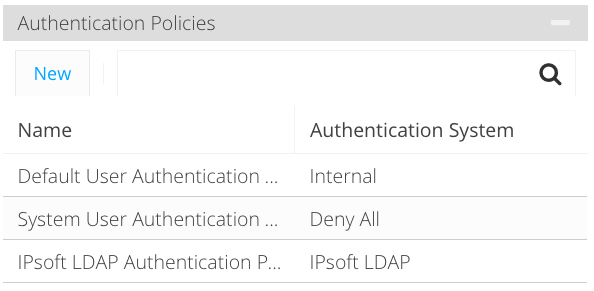 Authentication Policies
New
Name Authentication System
Default User Authentication ... Internal
System User Authentication ... Deny All
IPsoft LDAP Authentication P... IPsoft LDAP